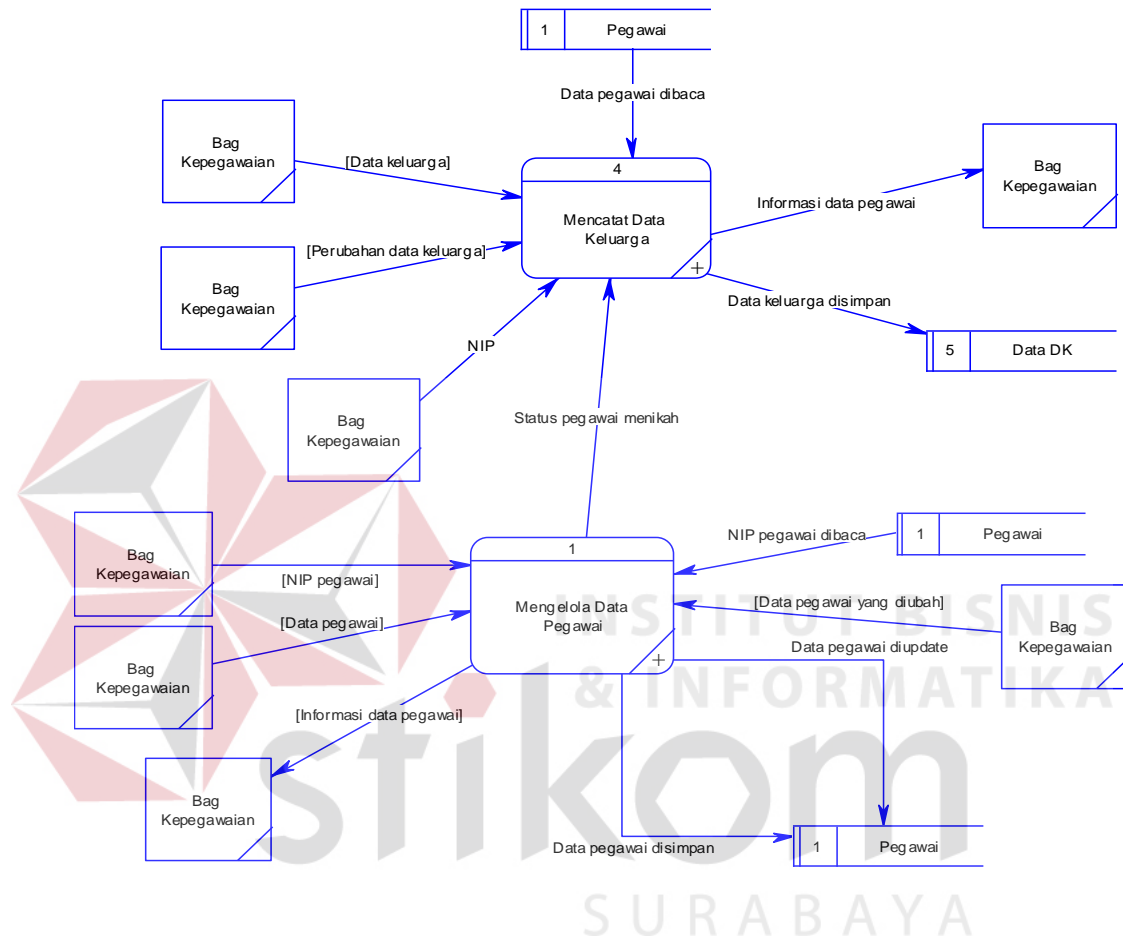 1 Pegawai
Data pegawai dibaca
Bag
Kepegawaian
[Data keluarga]
4
Mencatat Data
Keluarga
Informasi data pegawai
Bag
Kepegawaian
Bag
Kepegawaian
[Perubahan data keluarga]
Data keluarga disimpan
5 Data DK
NIP
Bag
Kepegawaian
Status pegawai menikah
Bag
Kepegawaian
[NIP pegawai]
1
Mengelola Data
Pegawai
NIP pegawai dibaca
1 Pegawai
[Data pegawai yang diubah]
Bag
Kepegawaian
Bag
Kepegawaian
[Data pegawai]
Data pegawai diupdate
[Informasi data pegawai]
Bag
Kepegawaian
Data pegawai disimpan
1 Pegawai
INSTITUT BISNIS
& INFORMATIKA
stikom
SURABAYA